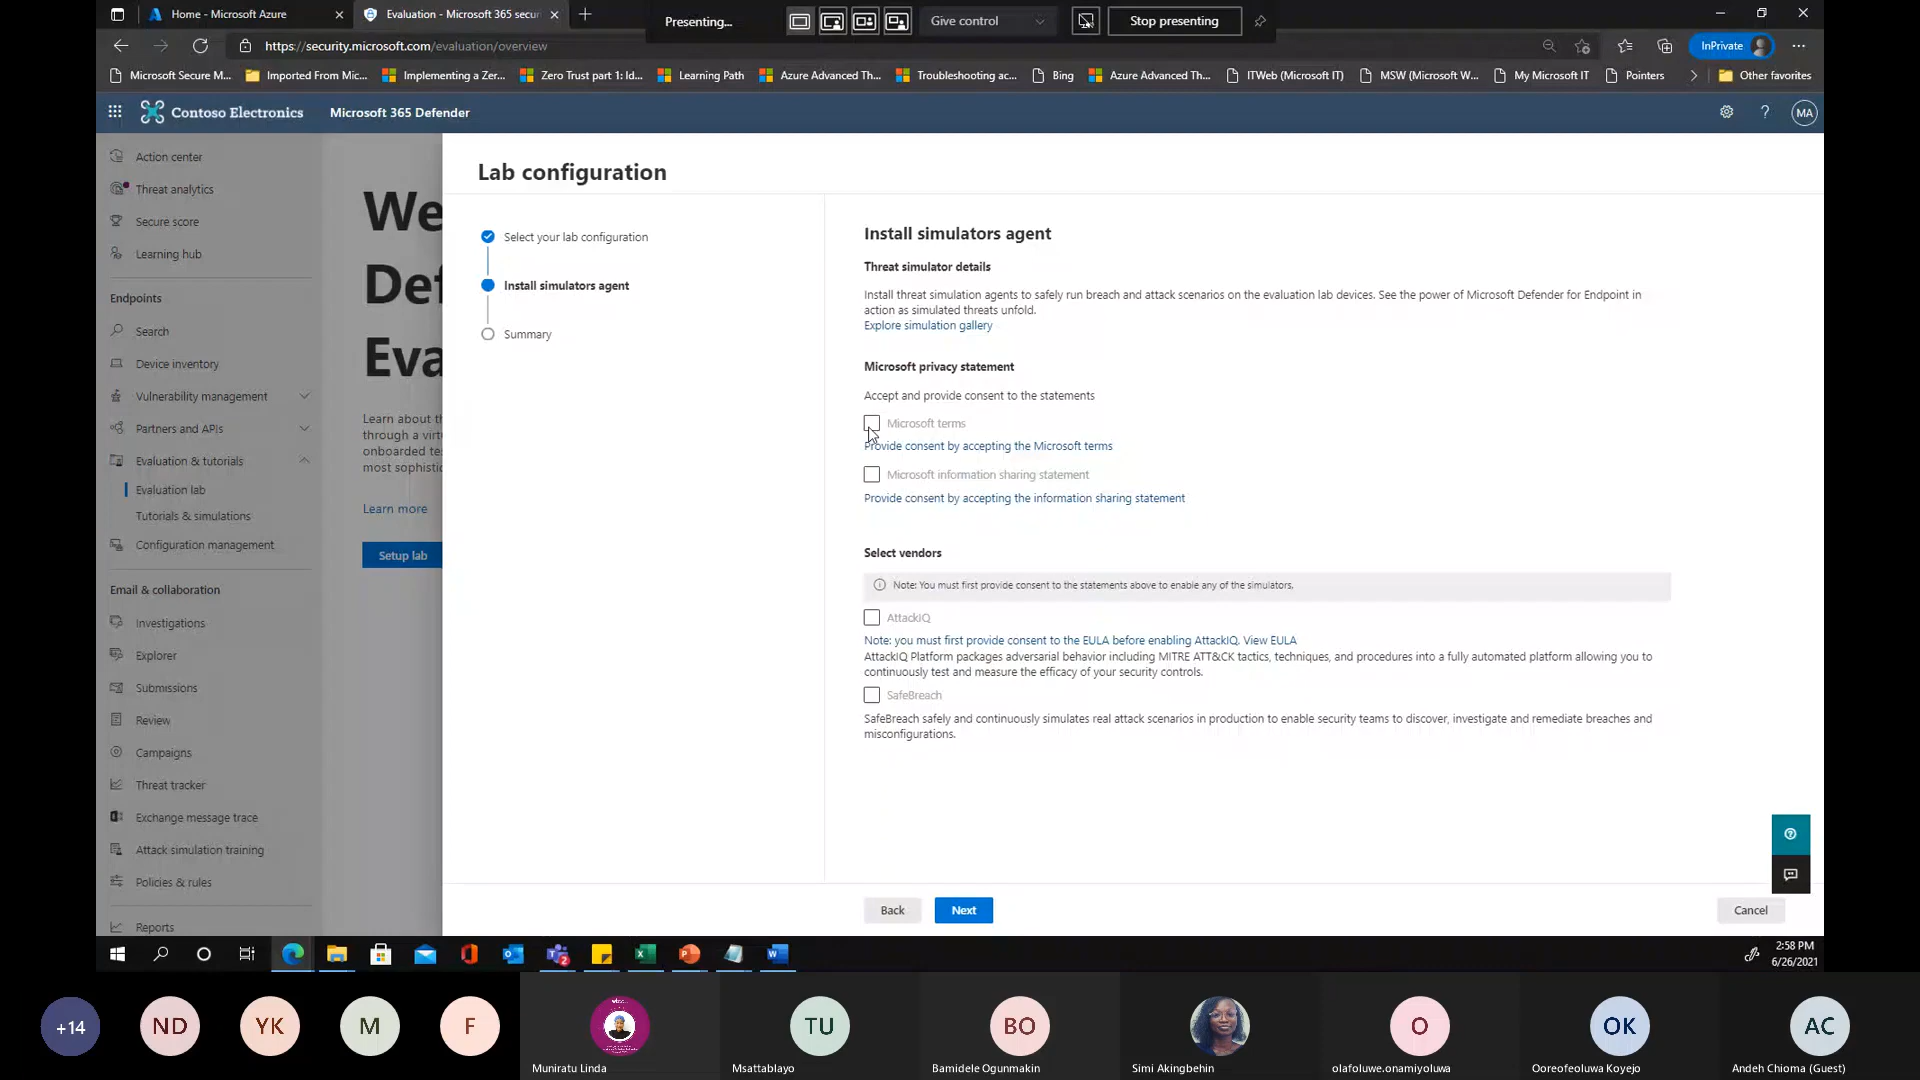 Home - Microsoft Azure
Evaluation - Microsoft 365 secur
Presenting...
Give control
Stop presenting
https://security.microsoft.com/evaluation/overview
InPrivate
Microsoft Secure M...
Imported From Mic...
Implementing a Zer...
Zero Trust part 1: Id...
Learning Path
Azure Advanced Th...
Troubleshooting ac...
Bing
Azure Advanced Th...
ITWeb (Microsoft IT)
MSW (Microsoft W...
My Microsoft IT
Pointers
Other favorites
Contoso Electronics
Microsoft 365 Defender
?
MA
Action center
Threat analytics
Secure score
Learning hub
Endpoints
Search
Device inventory
Vulnerability management
Partners and APIs
Evaluation & tutorials
Evaluation lab
Tutorials & simulations
Configuration management
Email & collaboration
Investigations
Explorer
Submissions
Review
Campaigns
Threat tracker
Exchange message trace
Attack simulation training
Policies & rules
Reports
We
Def
Eva
Learn about th
through a virt
onboarded te
most sophistic
Learn more
Setup lab
Lab configuration
Select your lab configuration
Install simulators agent
Summary
Install simulators agent
Threat simulator details
Install threat simulation agents to safely run breach and attack scenarios on the evaluation lab devices. See the power of Microsoft Defender for Endpoint in
action as simulated threats unfold.
Explore simulation gallery
Microsoft privacy statement
Accept and provide consent to the statements
Microsoft terms
Provide consent by accepting the Microsoft terms
Microsoft information sharing statement
Provide consent by accepting the information sharing statement
Select vendors
Note: You must first provide consent to the statements above to enable any of the simulators.
AttackIQ
Note: you must first provide consent to the EULA before enabling AttackIQ. View EULA
AttackIQ Platform packages adversarial behavior including MITRE ATT&CK tactics, techniques, and procedures into a fully automated platform allowing you to
continuously test and measure the efficacy of your security controls.
SafeBreach
SafeBreach safely and continuously simulates real attack scenarios in production to enable security teams to discover, investigate and remediate breaches and
misconfigurations.
Back
Next
Cancel
2:58 PM
6/26/2021
+14
ND
YK
M
F
TU
BO
O
OK
AC
Muniratu Linda
Msattablayo
Bamidele Ogunmakin
Simi Akingbehin
olafoluwe.onamiyoluwa
Ooreofeoluwa Koyejo
Andeh Chioma (Guest)